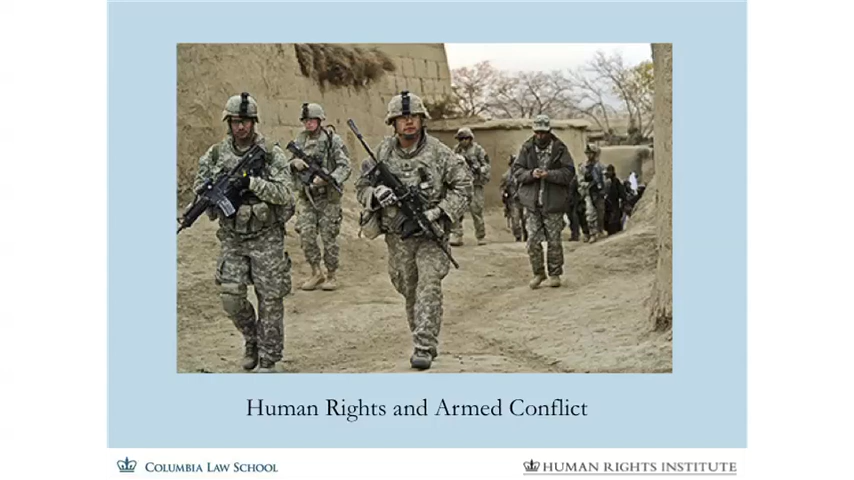 Human Rights and Armed Conflict
COLUMBIA LAW SCHOOL
HUMAN RIGHTS INSTITUTE